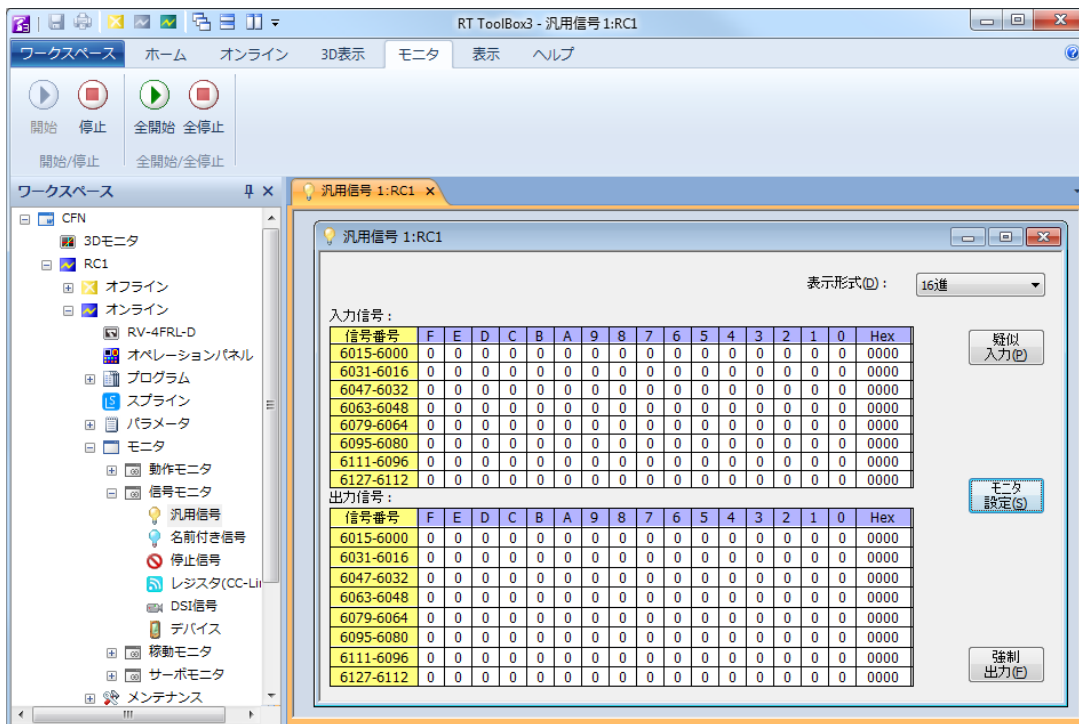 RT ToolBox3 - 汎用信号 1:RC1
ワークスペース ホーム オンライン 3D表示 モニタ 表示 ヘルプ
開始 停止 全開始 全停止
開始/停止 全開始/全停止
ワークスペース
CFN
3Dモニタ
RC1
オフライン
オンライン
RV-4FRL-D
オペレーションパネル
プログラム
スプライン
パラメータ
モニタ
動作モニタ
信号モニタ
汎用信号
名前付き信号
停止信号
レジスタ(CC-Lin
DSI信号
デバイス
稼動モニタ
サーボモニタ
メンテナンス
汎用信号 1:RC1
汎用信号 1:RC1
表示形式(D): 16進
入力信号:
信号番号 F E D C B A 9 8 7 6 5 4 3 2 1 0 Hex
6015-6000 0 0 0 0 0 0 0 0 0 0 0 0 0 0 0 0 0000
6031-6016 0 0 0 0 0 0 0 0 0 0 0 0 0 0 0 0 0000
6047-6032 0 0 0 0 0 0 0 0 0 0 0 0 0 0 0 0 0000
6063-6048 0 0 0 0 0 0 0 0 0 0 0 0 0 0 0 0 0000
6079-6064 0 0 0 0 0 0 0 0 0 0 0 0 0 0 0 0 0000
6095-6080 0 0 0 0 0 0 0 0 0 0 0 0 0 0 0 0 0000
6111-6096 0 0 0 0 0 0 0 0 0 0 0 0 0 0 0 0 0000
6127-6112 0 0 0 0 0 0 0 0 0 0 0 0 0 0 0 0 0000
出力信号:
信号番号 F E D C B A 9 8 7 6 5 4 3 2 1 0 Hex
6015-6000 0 0 0 0 0 0 0 0 0 0 0 0 0 0 0 0 0000
6031-6016 0 0 0 0 0 0 0 0 0 0 0 0 0 0 0 0 0000
6047-6032 0 0 0 0 0 0 0 0 0 0 0 0 0 0 0 0 0000
6063-6048 0 0 0 0 0 0 0 0 0 0 0 0 0 0 0 0 0000
6079-6064 0 0 0 0 0 0 0 0 0 0 0 0 0 0 0 0 0000
6095-6080 0 0 0 0 0 0 0 0 0 0 0 0 0 0 0 0 0000
6111-6096 0 0 0 0 0 0 0 0 0 0 0 0 0 0 0 0 0000
6127-6112 0 0 0 0 0 0 0 0 0 0 0 0 0 0 0 0 0000
疑似
入力(P)
モニタ
設定(S)
強制
出力(F)